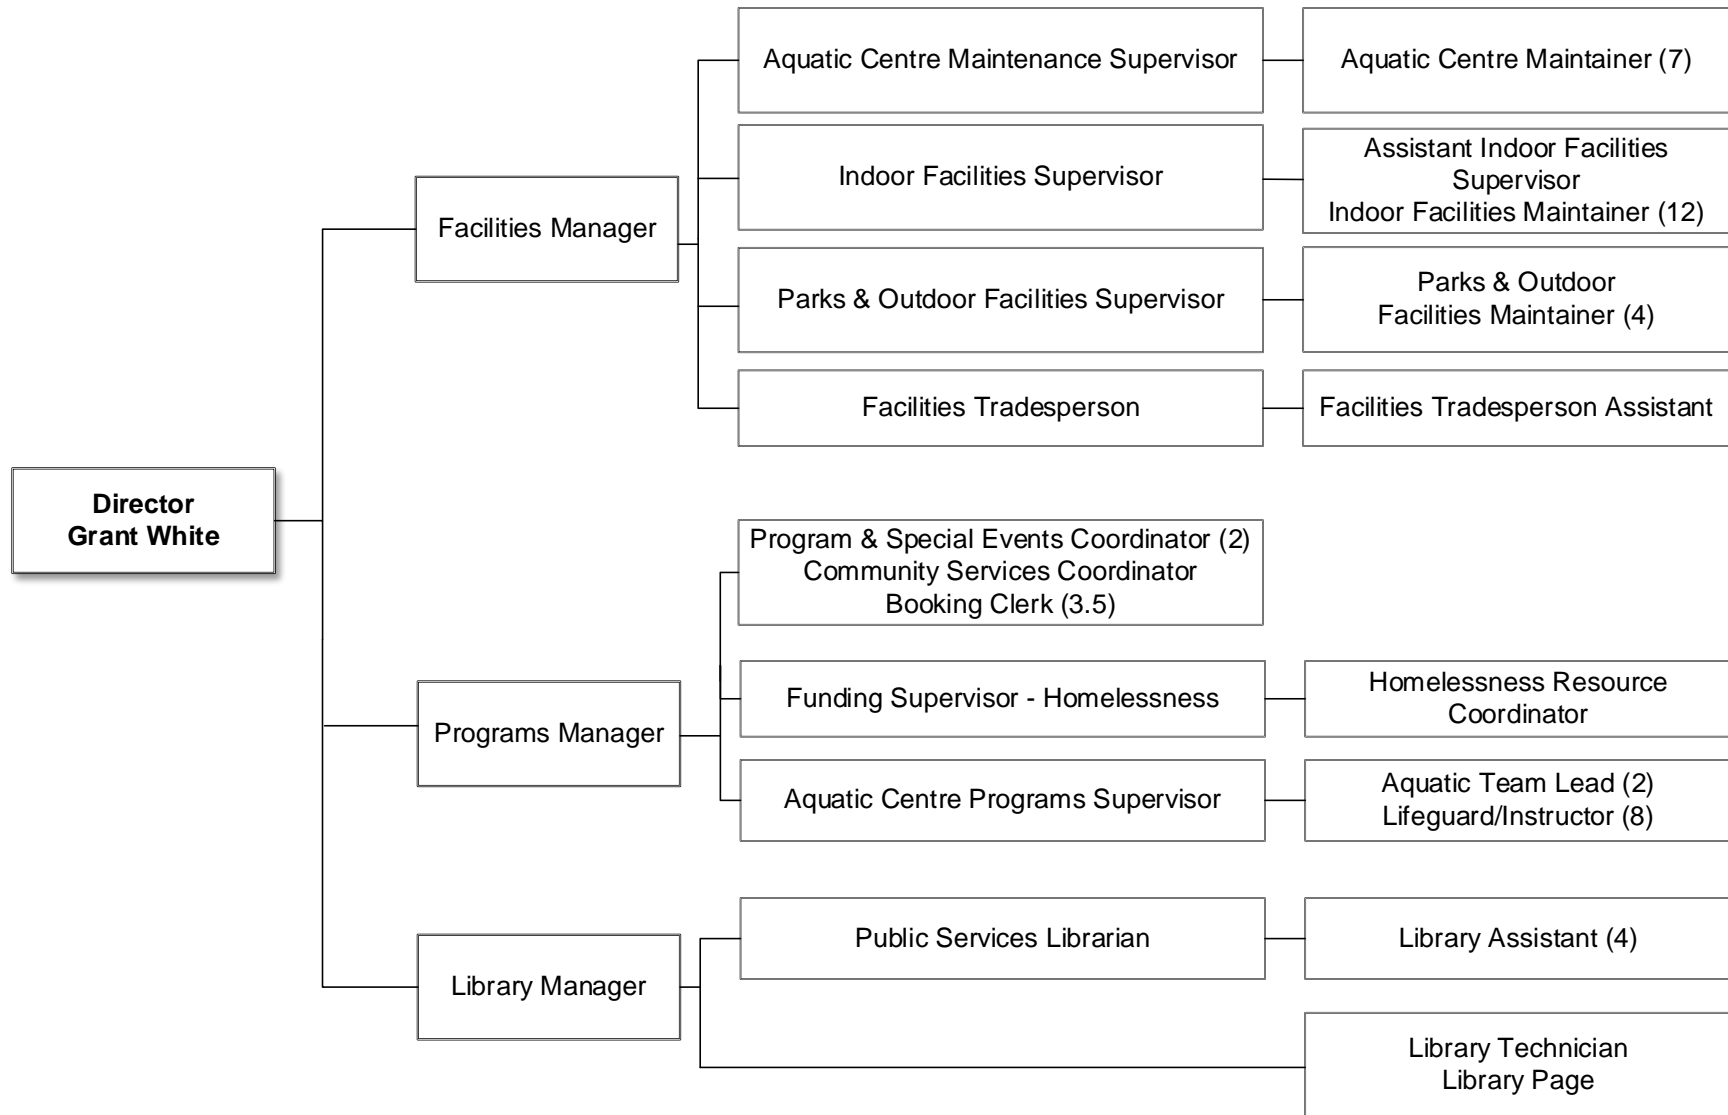 Director
Grant White
Facilities Manager
Aquatic Centre Maintenance Supervisor
Aquatic Centre Maintainer (7)
Indoor Facilities Supervisor
Assistant Indoor Facilities
Supervisor
Indoor Facilities Maintainer (12)
Parks & Outdoor Facilities Supervisor
Parks & Outdoor
Facilities Maintainer (4)
Facilities Tradesperson
Facilities Tradesperson Assistant
Programs Manager
Program & Special Events Coordinator (2)
Community Services Coordinator
Booking Clerk (3.5)
Funding Supervisor - Homelessness
Homelessness Resource
Coordinator
Aquatic Centre Programs Supervisor
Aquatic Team Lead (2)
Lifeguard/Instructor (8)
Library Manager
Public Services Librarian
Library Assistant (4)
Library Technician
Library Page